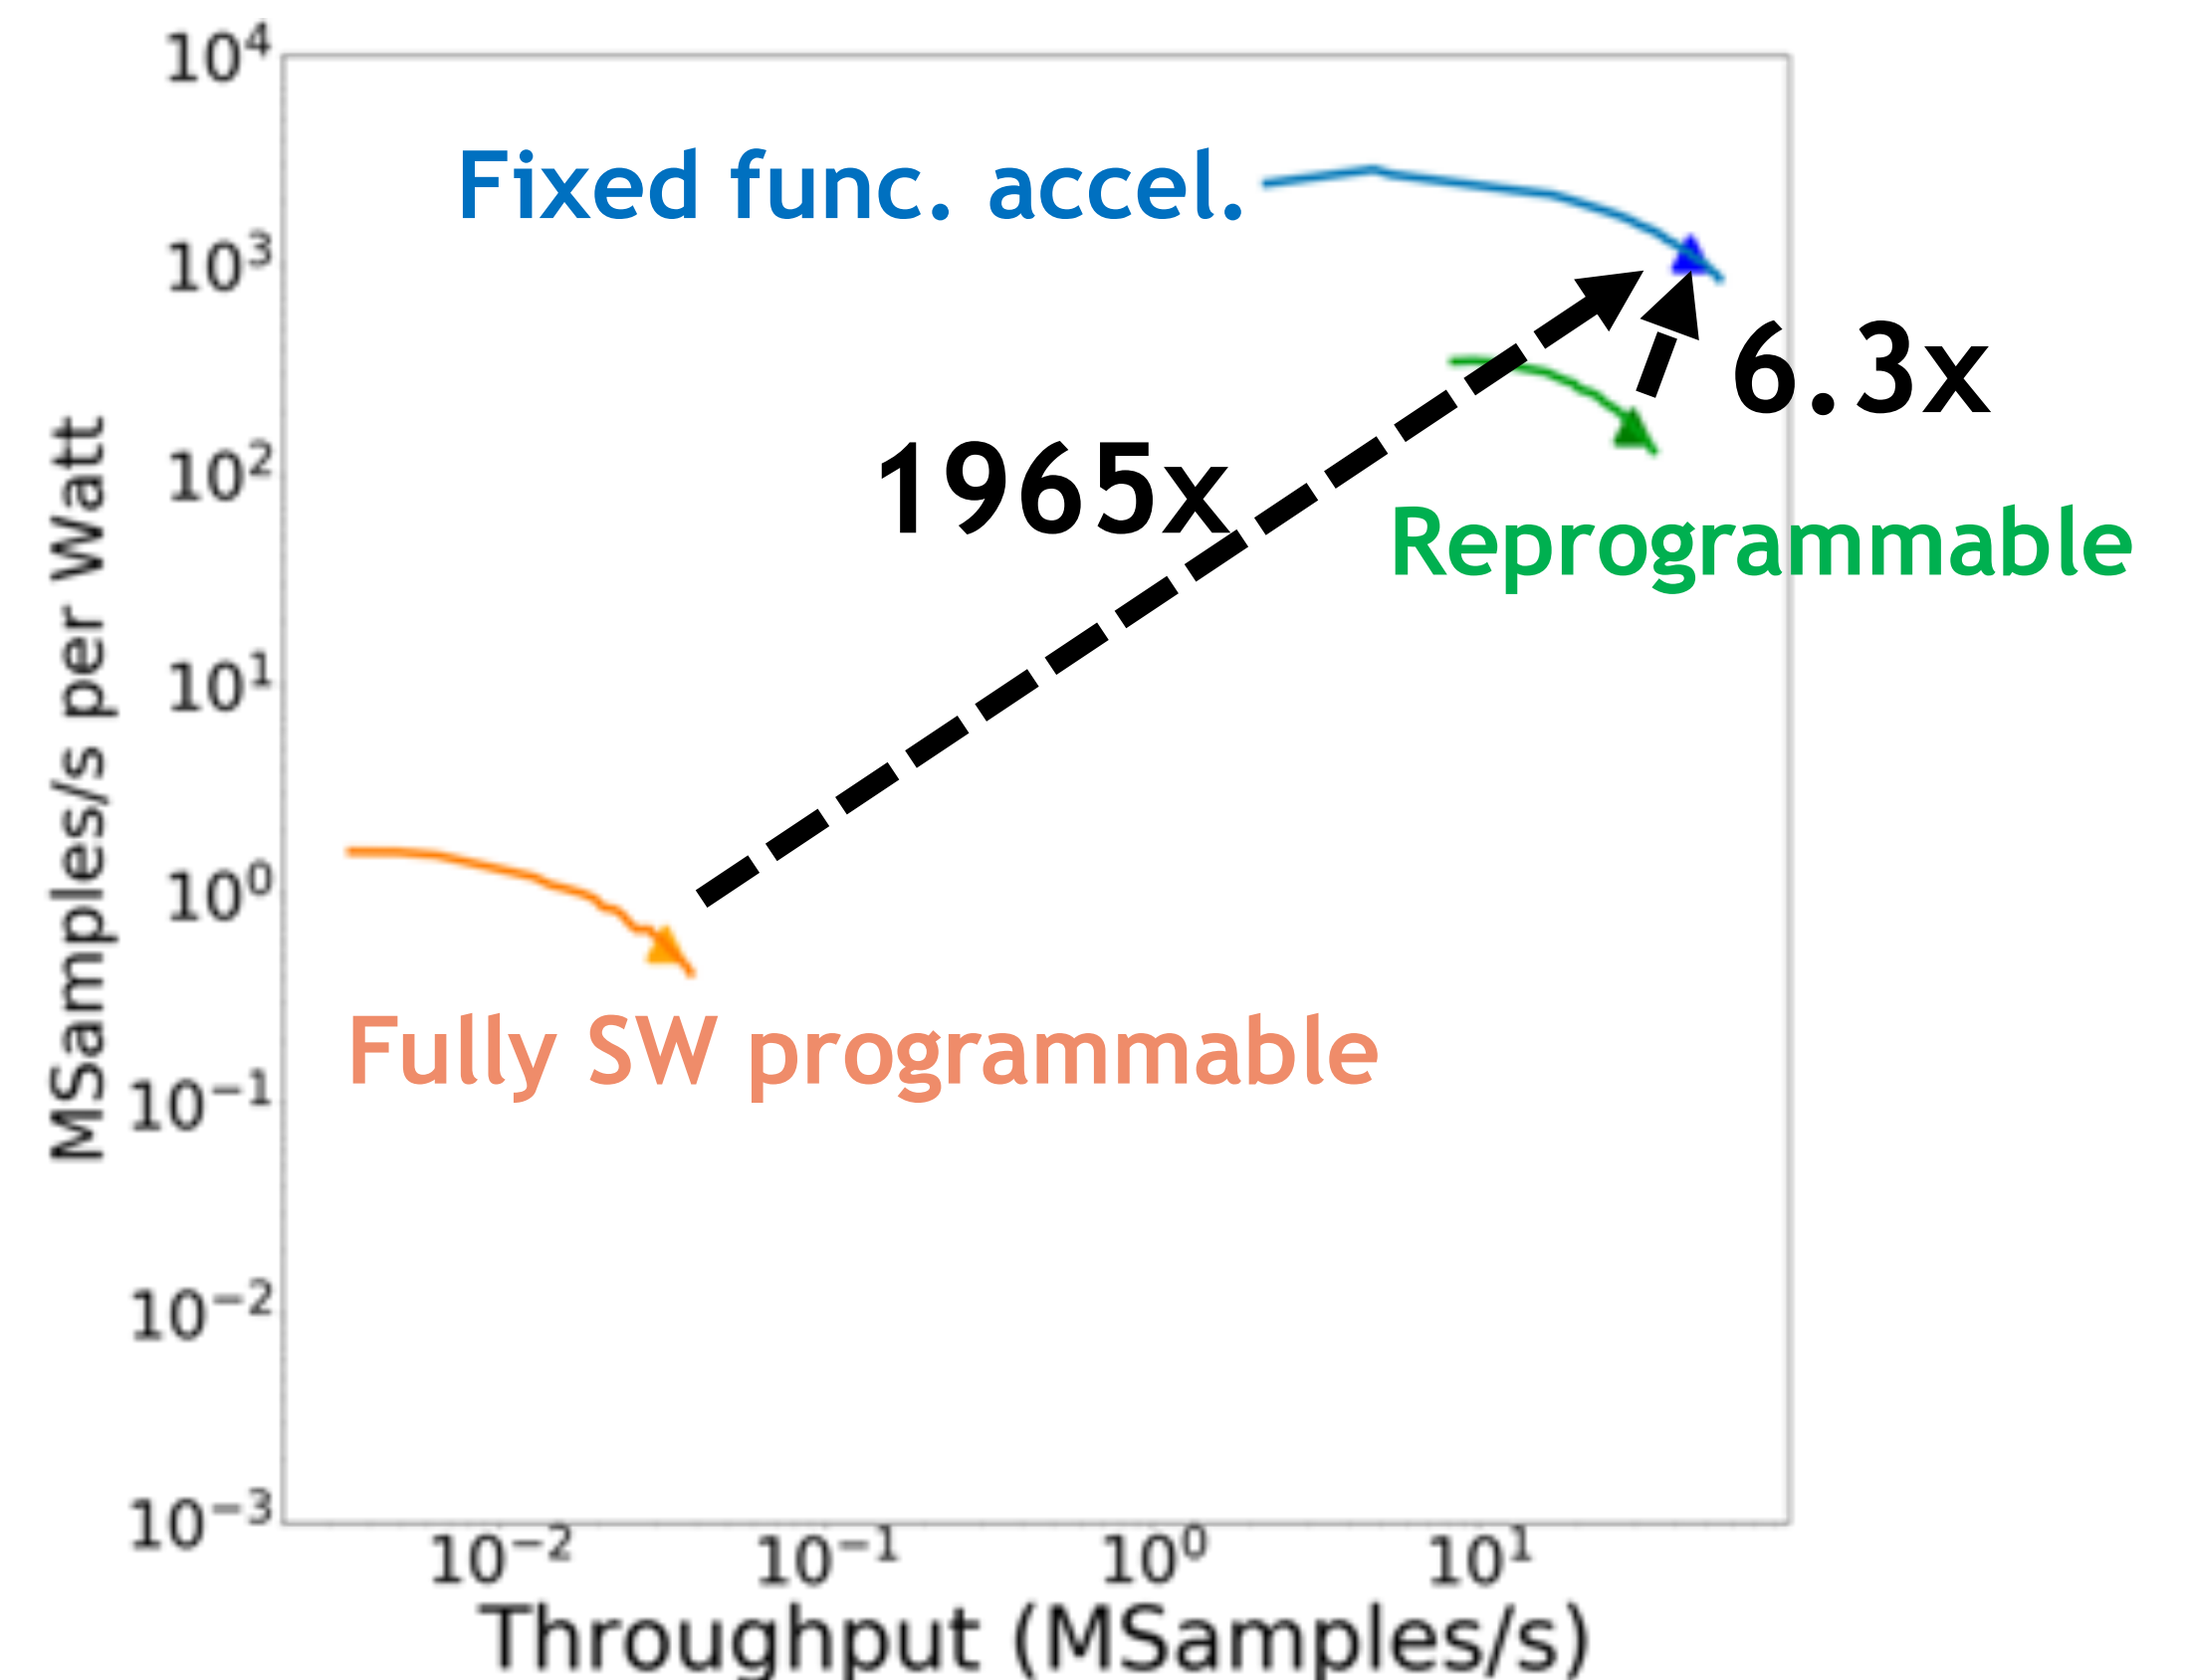 10⁴
Fixed func. accel.
10³
6.3x
10²
1965x
Reprogrammable
10¹
MSamples/s per Watt
10⁰
Fully SW programmable
10⁻¹
10⁻²
10⁻³
10⁻² 10⁻¹ 10⁰ 10¹
Throughput (MSamples/s)